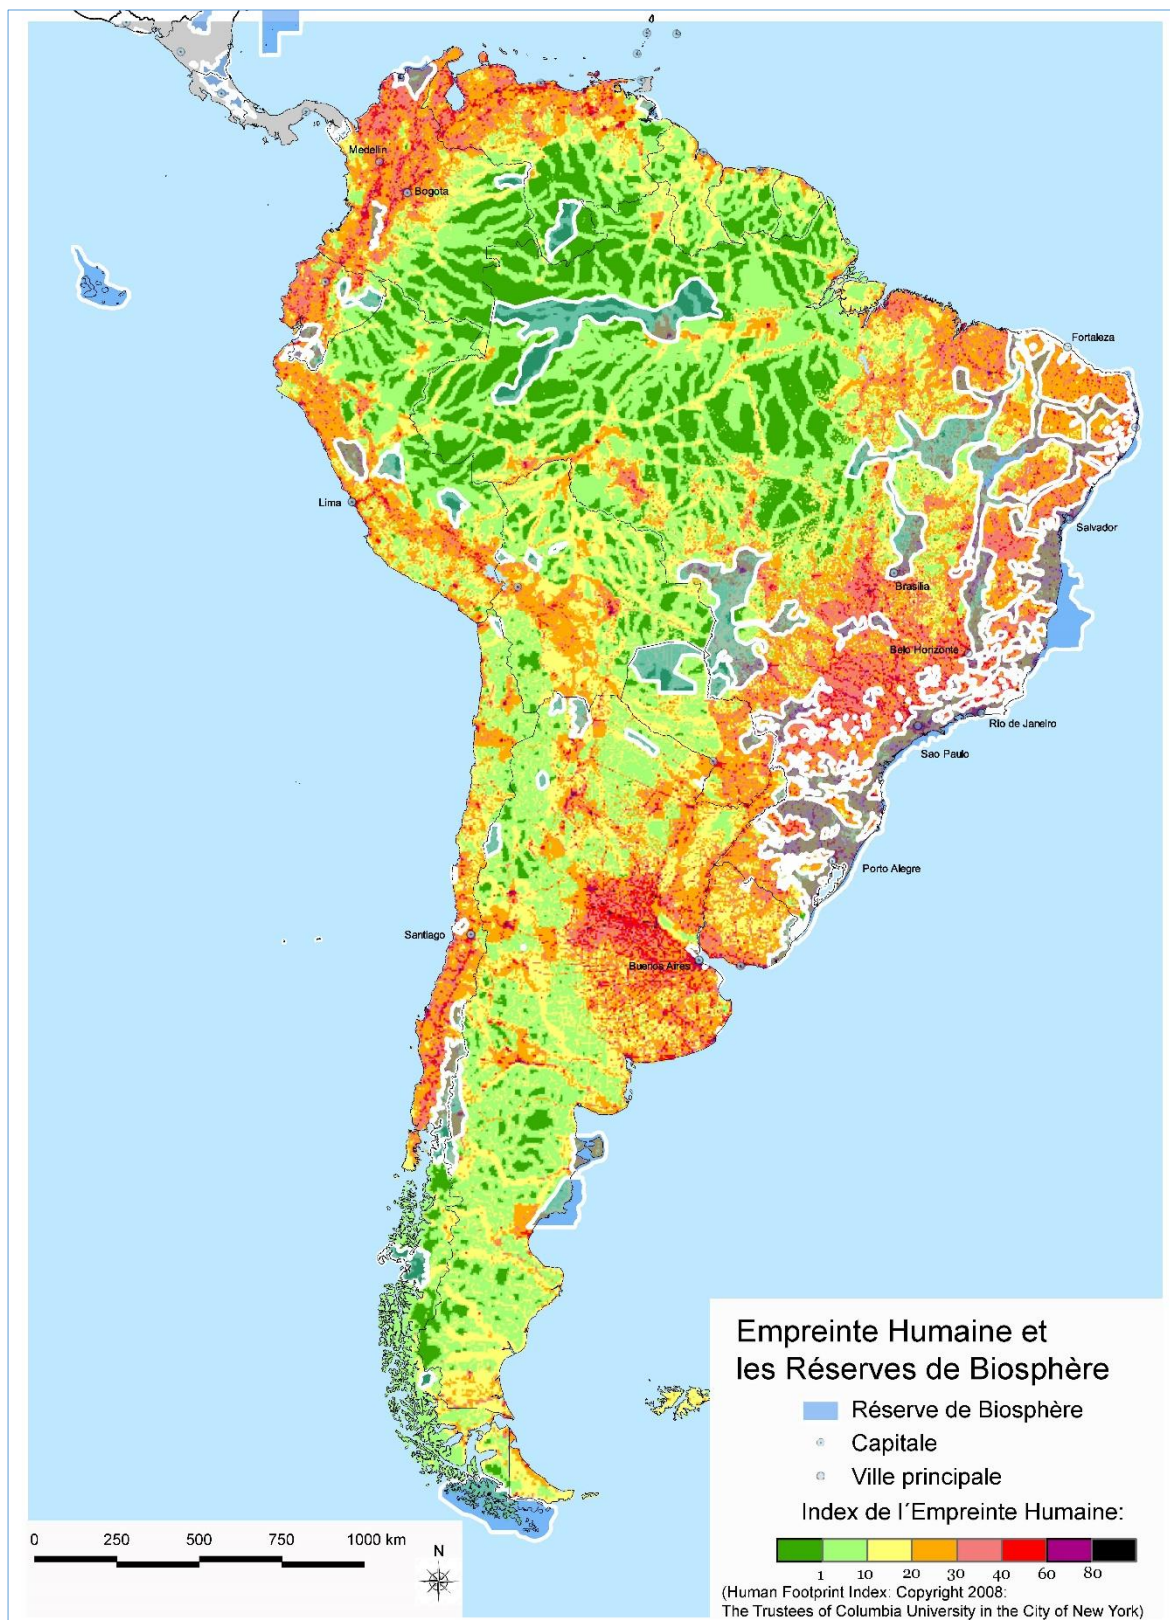 Medellin
Bogota
Fortaleza
Lima
Salvador
Brasilia
Belo Horizonte
Rio de Janeiro
Sao Paulo
Porto Alegre
Santiago
Buenos Aires
Empreinte Humaine et
les Réserves de Biosphère
Réserve de Biosphère
Capitale
Ville principale
Index de l´Empreinte Humaine:
1 10 20 30 40 60 80
(Human Footprint Index: Copyright 2008:
The Trustees of Columbia University in the City of New York)
0 250 500 750 1000 km
N